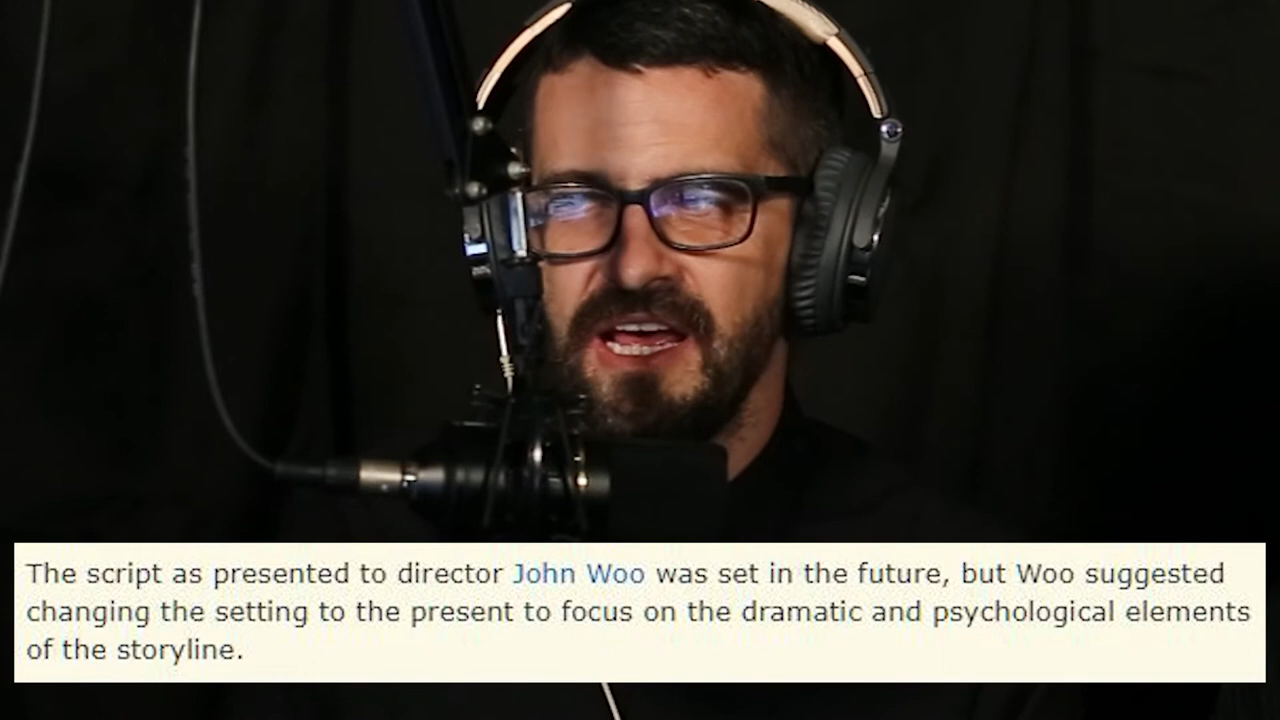 The script as presented to director John Woo was set in the future, but Woo suggested
changing the setting to the present to focus on the dramatic and psychological elements
of the storyline.